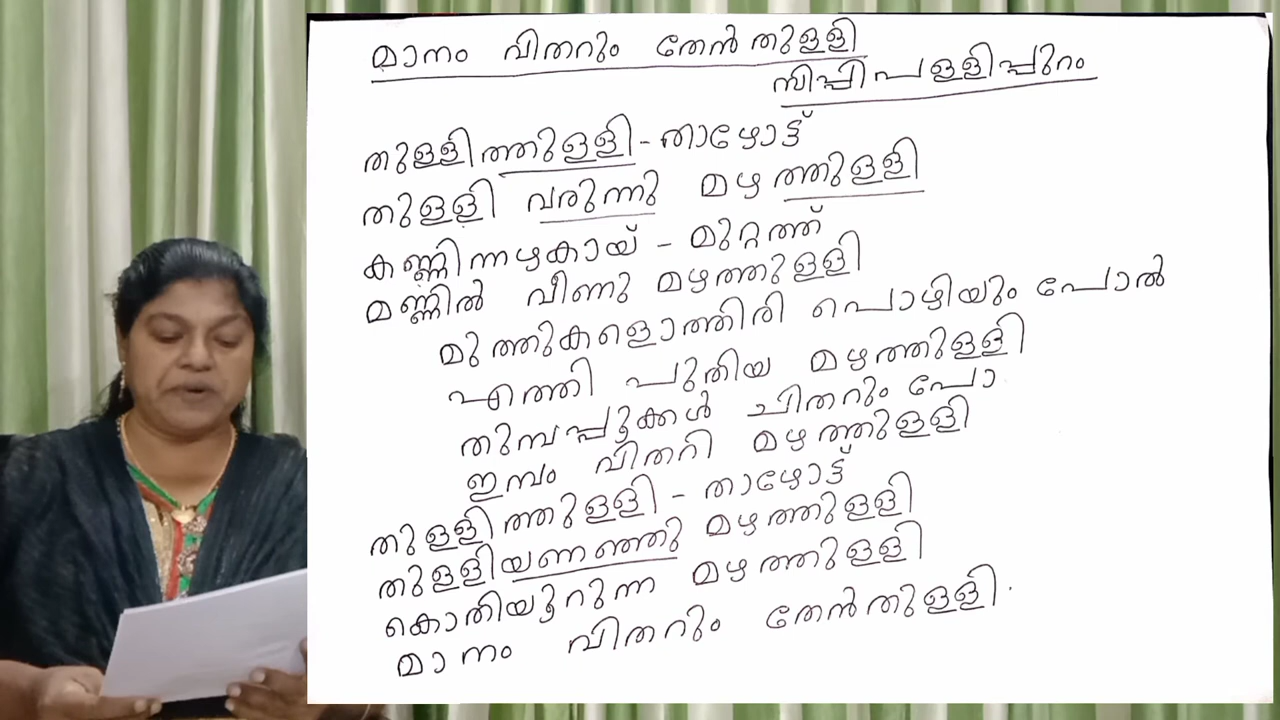 മാനം വിതറും തേൻതുള്ളി
സിപ്പി പള്ളിപ്പുറം
തുള്ളിത്തുള്ളി - താഴോട്ട്
തുള്ളി വരുന്നു മഴത്തുള്ളി
കണ്ണിന്നഴകായ് - മുറ്റത്ത്
മണ്ണിൽ വീണു മഴത്തുള്ളി
മുത്തുകളൊത്തിരി പൊഴിയും പോൽ
എത്തി പുതിയ മഴത്തുള്ളി
തുമ്പപ്പൂക്കൾ ചിതറും പോ
ഇമ്പം വിതറി മഴത്തുള്ളി
തുള്ളിത്തുള്ളി - താഴോട്ട്
തുള്ളിയണഞ്ഞു മഴത്തുള്ളി
കൊതിയൂറുന്ന മഴത്തുള്ളി
മാനം വിതറും തേൻതുള്ളി.